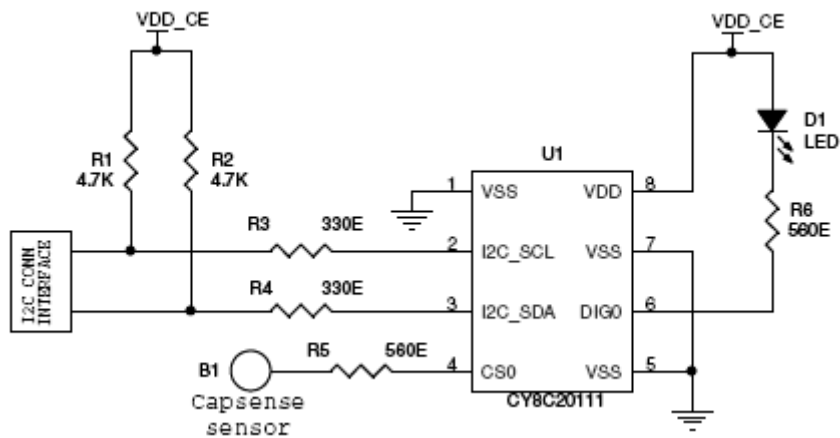 VDD_CE
VDD_CE
D1
LED
R1
4.7K
R2
4.7K
U1
1
VSS
VDD
8
R6
560E
R3
330E
I2C COMM
INTERFACE
2
I2C_SCL
VSS
7
R4
330E
3
I2C_SDA
DIG0
6
R5
560E
B1
4
CS0
VSS
5
CY8C20111
Capsense
sensor